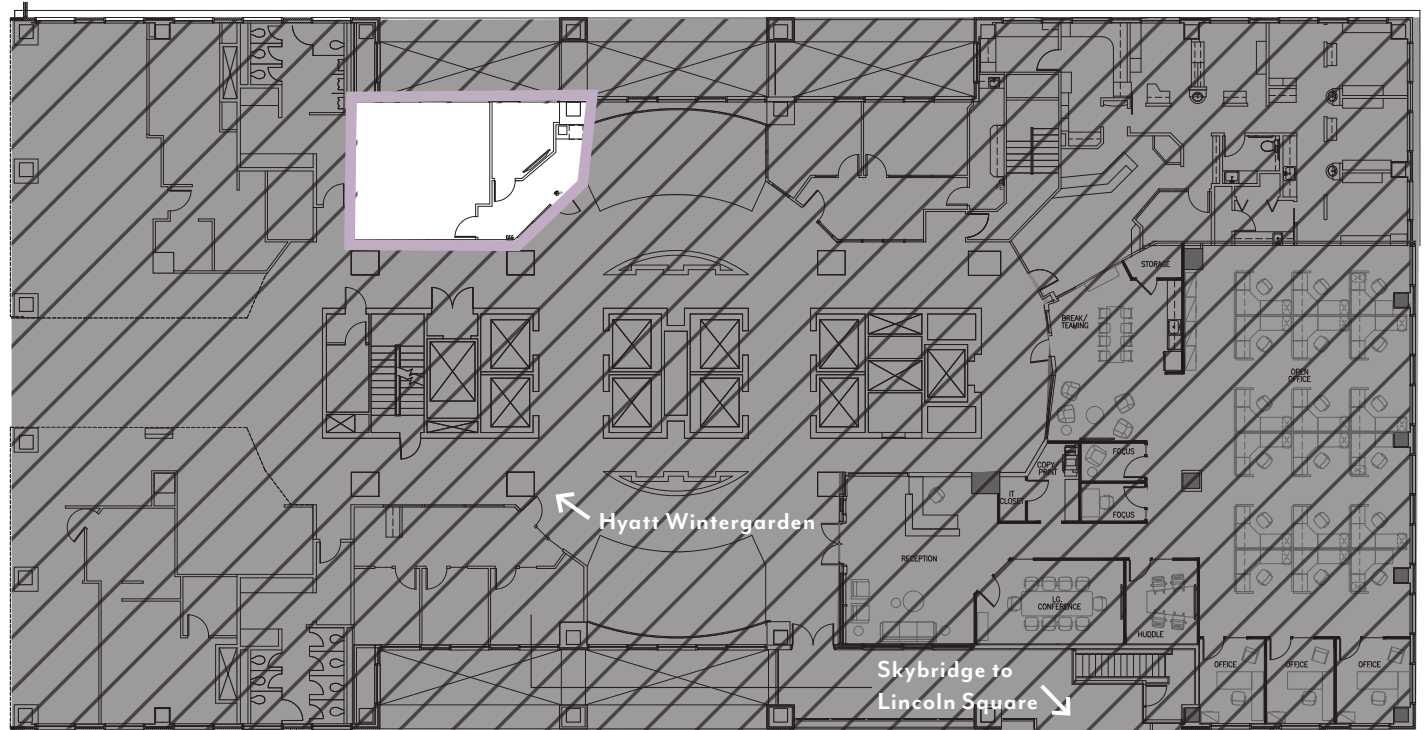 STORAGE
BREAK/
TEAMING
OPEN
OFFICE
FOCUS
COPY/
PRINT
IT
CLOSET
FOCUS
Hyatt Wintergarden
RECEPTION
LG.
CONFERENCE
HUDDLE
Skybridge to
Lincoln Square
OFFICE
OFFICE
OFFICE